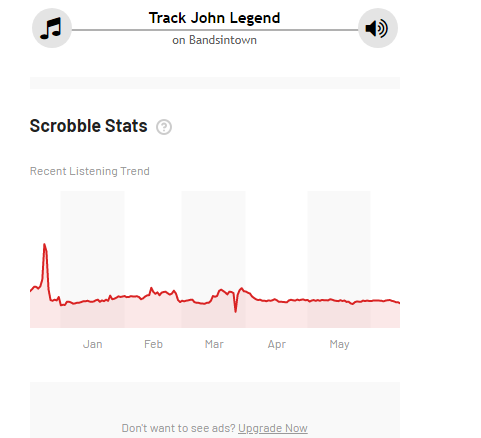 Track John Legend
on Bandsintown
Scrobble Stats ?
Recent Listening Trend
Jan Feb Mar Apr May
Don't want to see ads? Upgrade Now